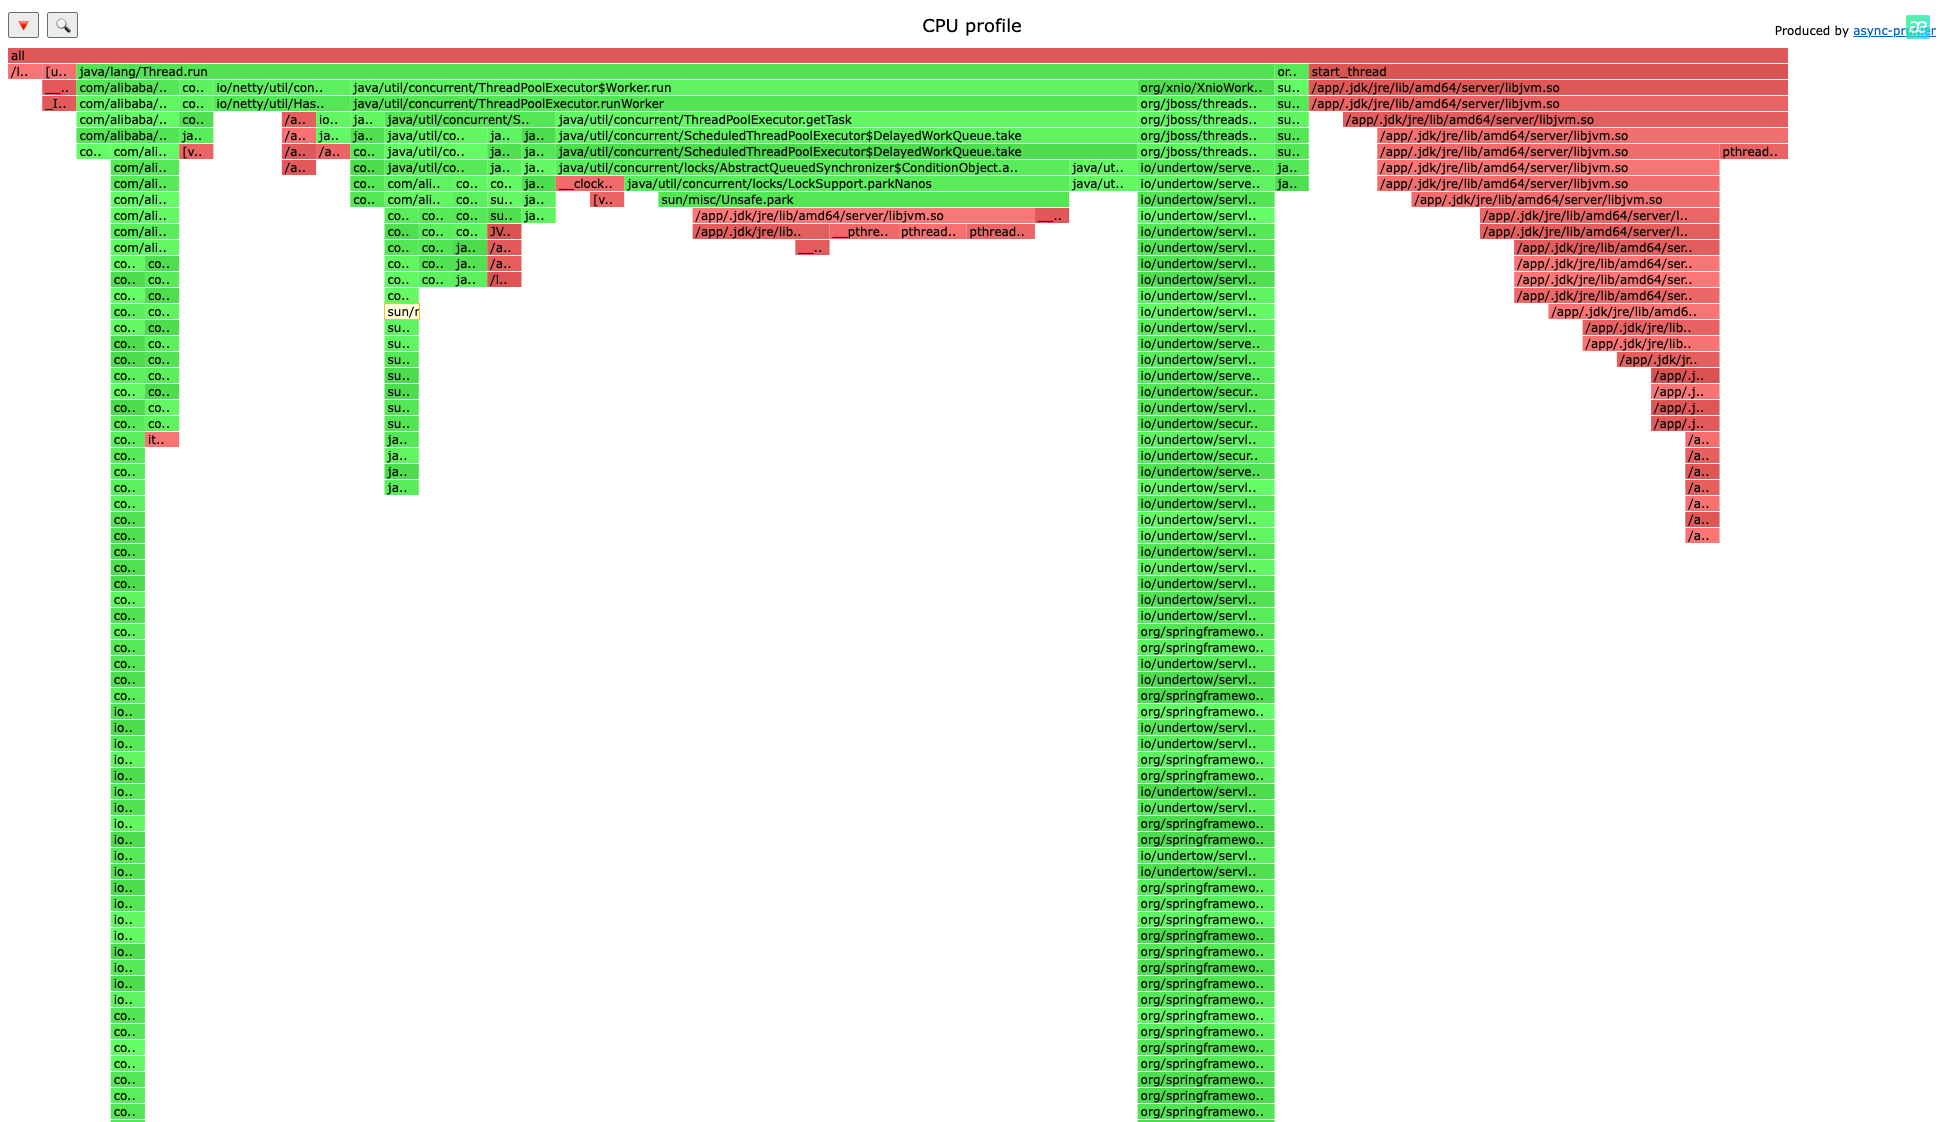 🔻 🔍 CPU profile Produced by async-profiler
all
/l.. [u.. java/lang/Thread.run or.. start_thread
__.. com/alibaba/.. co.. io/netty/util/con.. java/util/concurrent/ThreadPoolExecutor$Worker.run org/xnio/XnioWork.. su.. /app/.jdk/jre/lib/amd64/server/libjvm.so
_I.. com/alibaba/.. co.. io/netty/util/Has.. java/util/concurrent/ThreadPoolExecutor.runWorker org/jboss/threads.. su.. /app/.jdk/jre/lib/amd64/server/libjvm.so
com/alibaba/.. co.. /a.. io.. ja.. java/util/concurrent/S.. java/util/concurrent/ThreadPoolExecutor.getTask org/jboss/threads.. su.. /app/.jdk/jre/lib/amd64/server/libjvm.so
com/alibaba/.. ja.. /a.. ja.. ja.. java/util/co.. ja.. ja.. java/util/concurrent/ScheduledThreadPoolExecutor$DelayedWorkQueue.take org/jboss/threads.. su.. /app/.jdk/jre/lib/amd64/server/libjvm.so
co.. com/ali.. [v.. /a.. /a.. co.. java/util/co.. ja.. ja.. java/util/concurrent/ScheduledThreadPoolExecutor$DelayedWorkQueue.take org/jboss/threads.. su.. /app/.jdk/jre/lib/amd64/server/libjvm.so pthread..
com/ali.. /a.. co.. java/util/co.. ja.. ja.. java/util/concurrent/locks/AbstractQueuedSynchronizer$ConditionObject.a.. java/ut.. io/undertow/serve.. ja.. /app/.jdk/jre/lib/amd64/server/libjvm.so
com/ali.. co.. com/ali.. co.. co.. ja.. __clock.. java/util/concurrent/locks/LockSupport.parkNanos java/ut.. io/undertow/serve.. ja.. /app/.jdk/jre/lib/amd64/server/libjvm.so
com/ali.. co.. com/ali.. co.. su.. ja.. [v.. sun/misc/Unsafe.park io/undertow/servl.. /app/.jdk/jre/lib/amd64/server/libjvm.so
com/ali.. co.. co.. co.. su.. ja.. /app/.jdk/jre/lib/amd64/server/libjvm.so __.. io/undertow/servl.. /app/.jdk/jre/lib/amd64/server/l..
com/ali.. co.. co.. co.. JV.. /app/.jdk/jre/lib.. __pthre.. pthread.. pthread.. io/undertow/servl.. /app/.jdk/jre/lib/amd64/server/l..
com/ali.. co.. co.. ja.. /a.. __.. io/undertow/servl.. /app/.jdk/jre/lib/amd64/ser..
co.. co.. co.. co.. ja.. /a.. io/undertow/servl.. /app/.jdk/jre/lib/amd64/ser..
co.. co.. co.. co.. ja.. /l.. io/undertow/servl.. /app/.jdk/jre/lib/amd64/ser..
co.. co.. co.. io/undertow/servl.. /app/.jdk/jre/lib/amd64/ser..
co.. co.. sun/r io/undertow/servl.. /app/.jdk/jre/lib/amd6..
co.. co.. su.. io/undertow/servl.. /app/.jdk/jre/lib..
co.. co.. su.. io/undertow/serve.. /app/.jdk/jre/lib..
co.. co.. su.. io/undertow/servl.. /app/.jdk/jr..
co.. co.. su.. io/undertow/serve.. /app/.j..
co.. co.. su.. io/undertow/secur.. /app/.j..
co.. co.. su.. io/undertow/servl.. /app/.j..
co.. co.. su.. io/undertow/secur.. /app/.j..
co.. it.. ja.. io/undertow/servl.. /a..
co.. ja.. io/undertow/secur.. /a..
co.. ja.. io/undertow/serve.. /a..
co.. ja.. io/undertow/servl.. /a..
co.. io/undertow/servl.. /a..
co.. io/undertow/servl.. /a..
co.. io/undertow/servl.. /a..
co.. io/undertow/servl..
co.. io/undertow/servl..
co.. io/undertow/servl..
co.. io/undertow/servl..
co.. io/undertow/servl..
co.. org/springframewo..
co.. org/springframewo..
co.. io/undertow/servl..
co.. io/undertow/servl..
co.. org/springframewo..
io.. org/springframewo..
io.. io/undertow/servl..
io.. io/undertow/servl..
io.. org/springframewo..
io.. org/springframewo..
io.. io/undertow/servl..
io.. io/undertow/servl..
io.. org/springframewo..
io.. org/springframewo..
io.. io/undertow/servl..
io.. io/undertow/servl..
io.. org/springframewo..
io.. org/springframewo..
io.. org/springframewo..
io.. org/springframewo..
io.. org/springframewo..
io.. org/springframewo..
io.. org/springframewo..
io.. org/springframewo..
co.. org/springframewo..
co.. org/springframewo..
co.. org/springframewo..
co.. org/springframewo..
co.. org/springframewo..
co.. org/springframewo..
co.. org/springframewo..